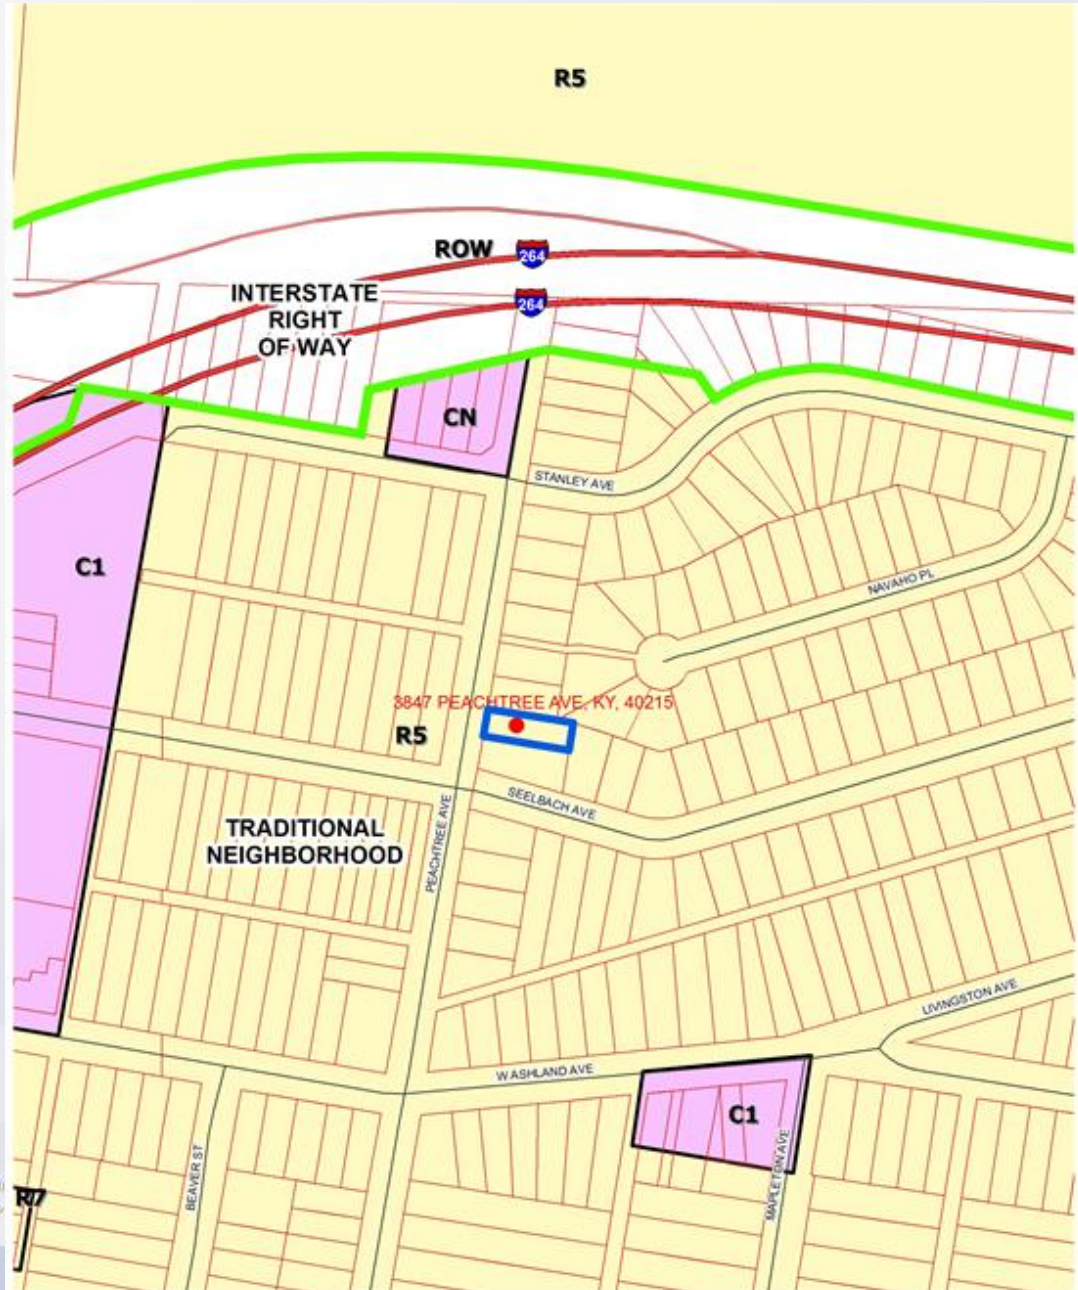 R5
ROW
264
264
INTERSTATE
RIGHT
OF WAY
CN
STANLEY AVE
C1
NAVAHO PL
3847 PEACHTREE AVE, KY, 40215
R5
SEELBACH AVE
PEACHTREE AVE
TRADITIONAL
NEIGHBORHOOD
LIVINGSTON AVE
W ASHLAND AVE
C1
MAPLETON AVE
BEAVER ST
R7